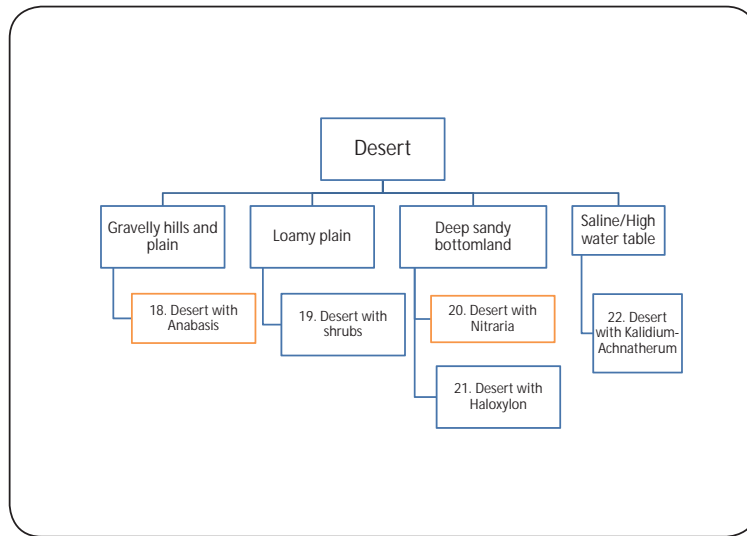 Desert
Gravelly hills and
plain
Loamy plain
Deep sandy
bottomland
Saline/High
water table
18. Desert with
Anabasis
19. Desert with
shrubs
20. Desert with
Nitraria
21. Desert with
Haloxylon
22. Desert
with Kalidium-
Achnatherum